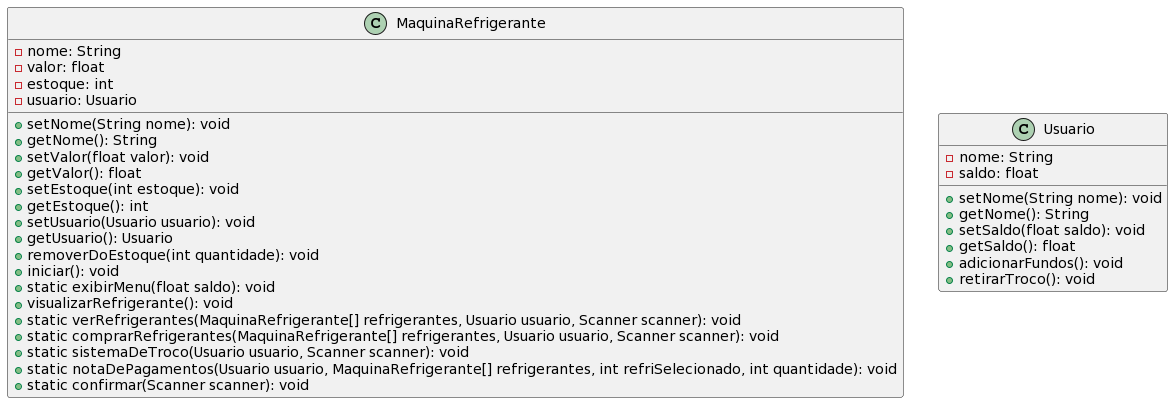 C MaquinaRefrigerante
nome: String
valor: float
estoque: int
usuario: Usuario
setNome(String nome): void
getNome(): String
setValor(float valor): void
getValor(): float
setEstoque(int estoque): void
getEstoque(): int
setUsuario(Usuario usuario): void
getUsuario(): Usuario
removerDoEstoque(int quantidade): void
iniciar(): void
static exibirMenu(float saldo): void
visualizarRefrigerante(): void
static verRefrigerantes(MaquinaRefrigerante[] refrigerantes, Usuario usuario, Scanner scanner): void
static comprarRefrigerantes(MaquinaRefrigerante[] refrigerantes, Usuario usuario, Scanner scanner): void
static sistemaDeTroco(Usuario usuario, Scanner scanner): void
static notaDePagamentos(Usuario usuario, MaquinaRefrigerante[] refrigerantes, int refriSelecionado, int quantidade): void
static confirmar(Scanner scanner): void
C Usuario
nome: String
saldo: float
setNome(String nome): void
getNome(): String
setSaldo(float saldo): void
getSaldo(): float
adicionarFundos(): void
retirarTroco(): void